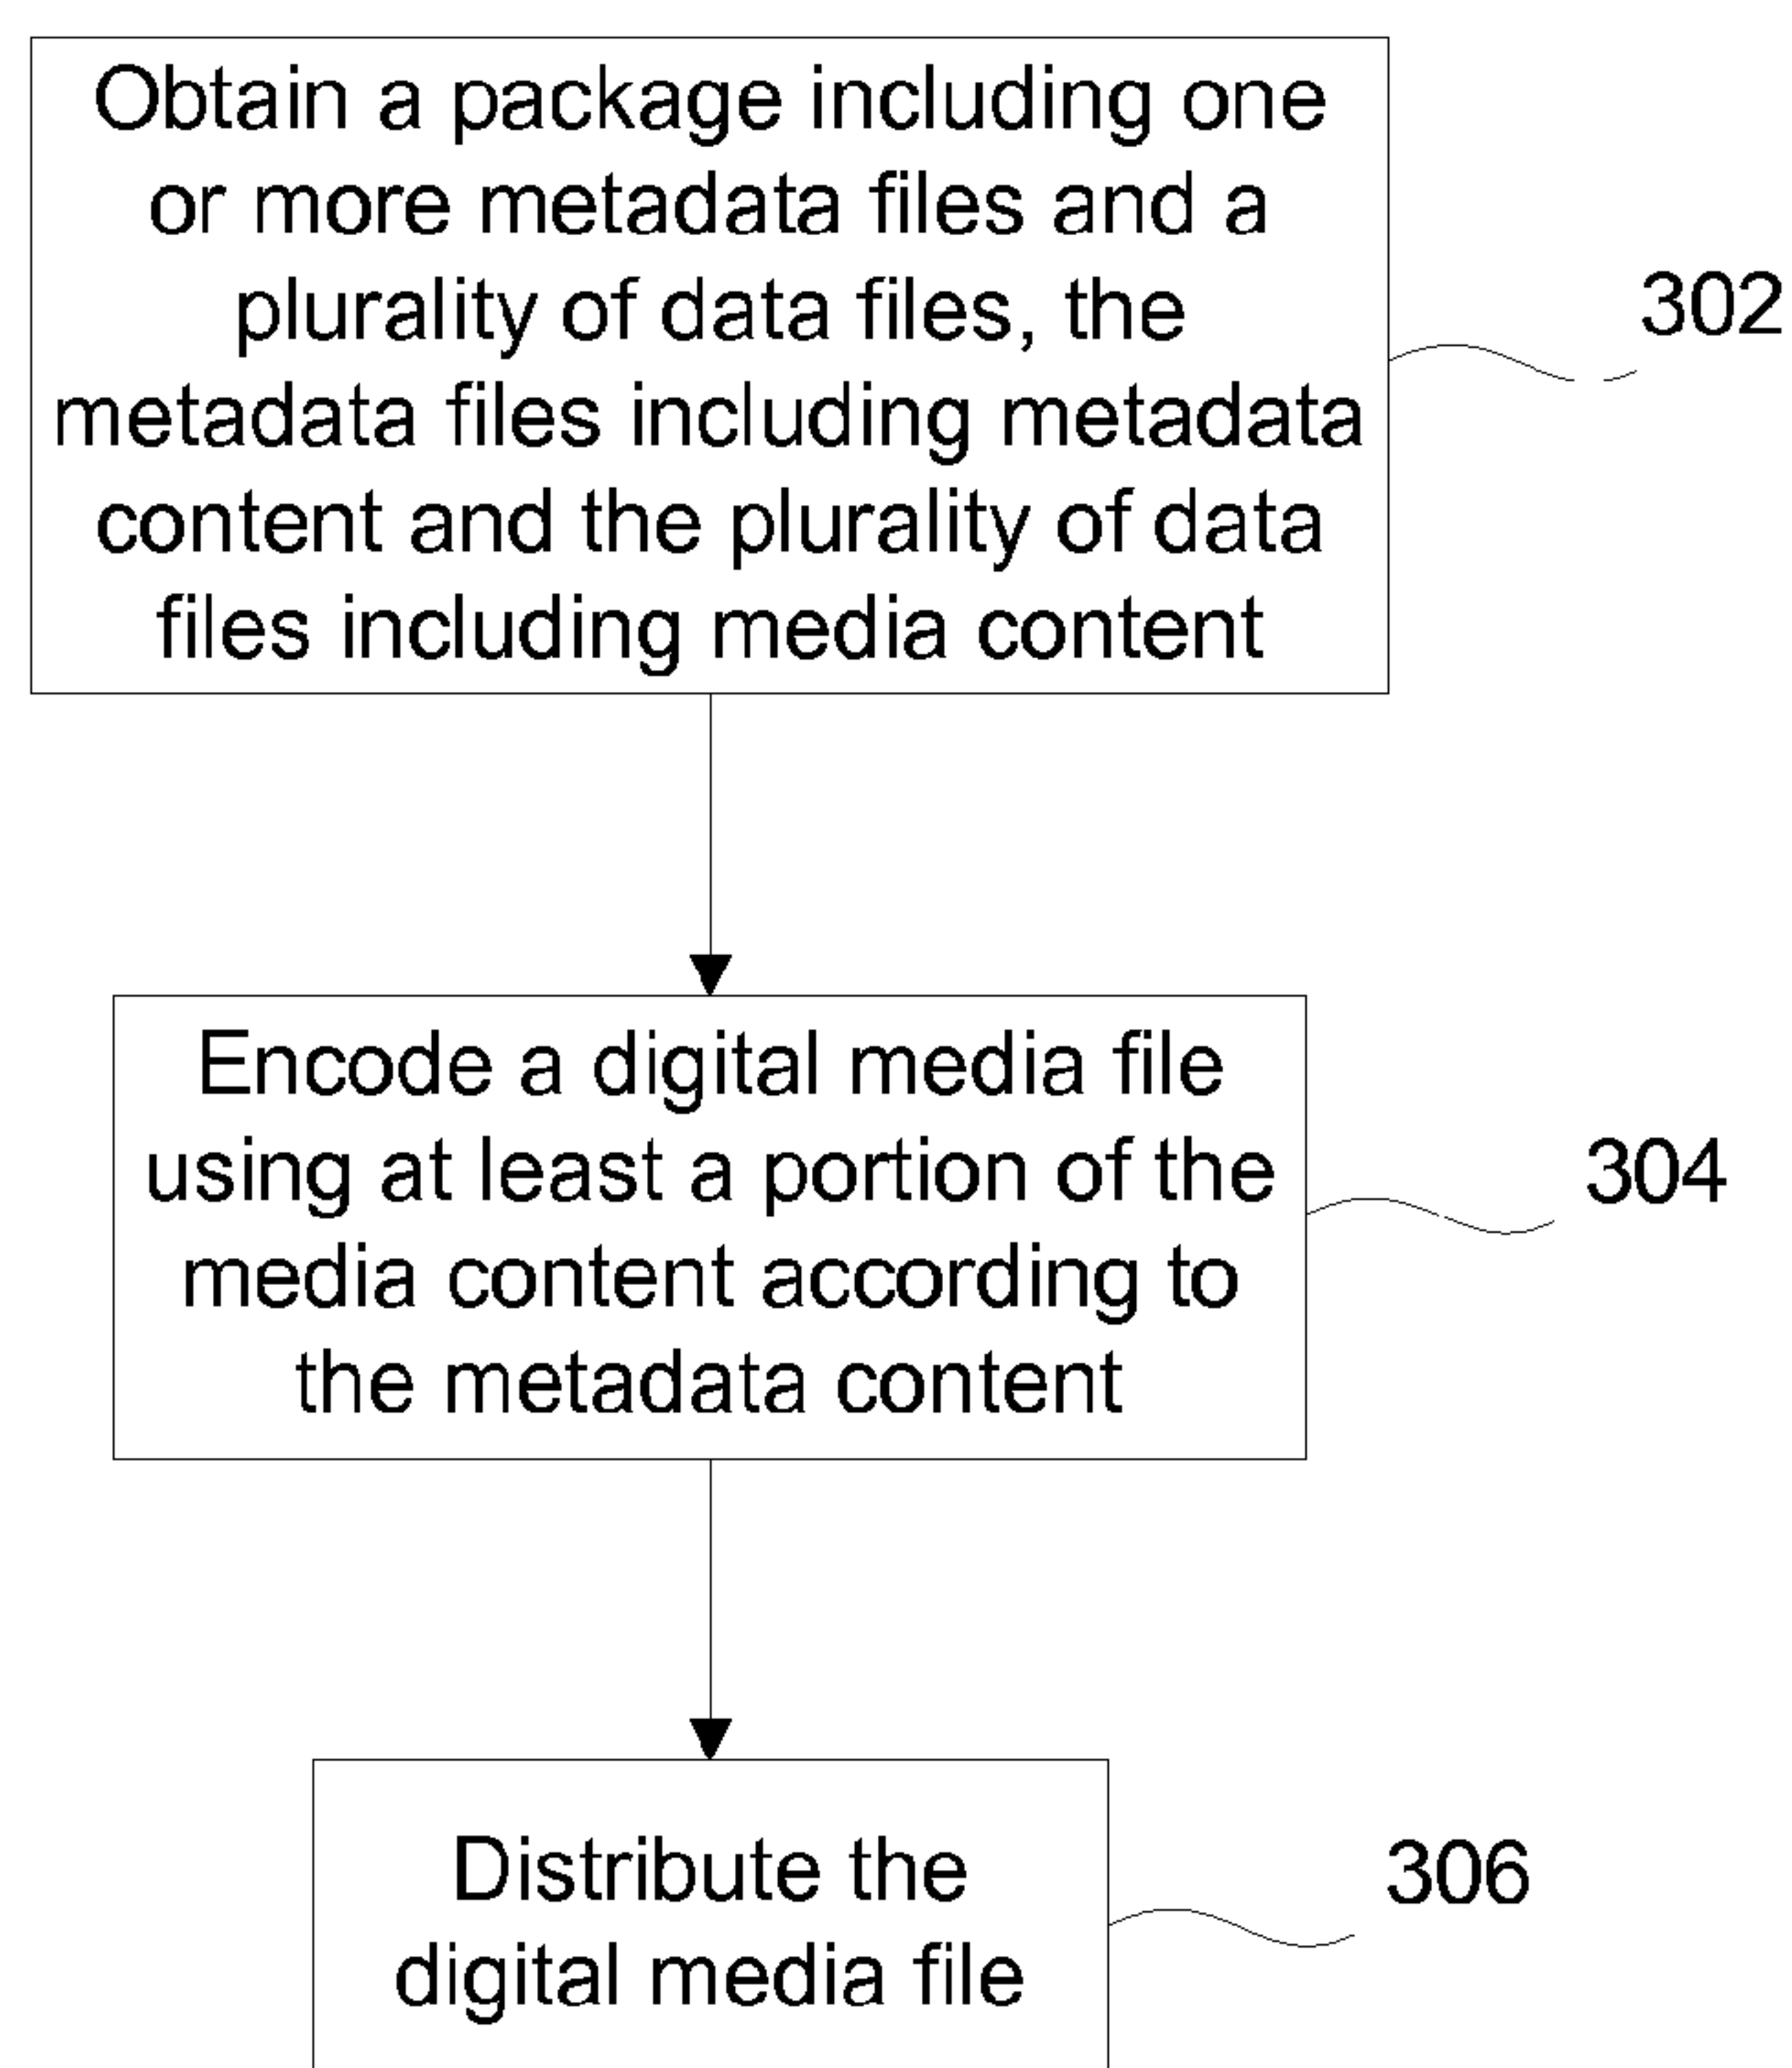 Obtain a package including one
or more metadata files and a
plurality of data files, the
metadata files including metadata
content and the plurality of data
files including media content
302
Encode a digital media file
using at least a portion of the
media content according to
the metadata content
304
Distribute the
digital media file
306